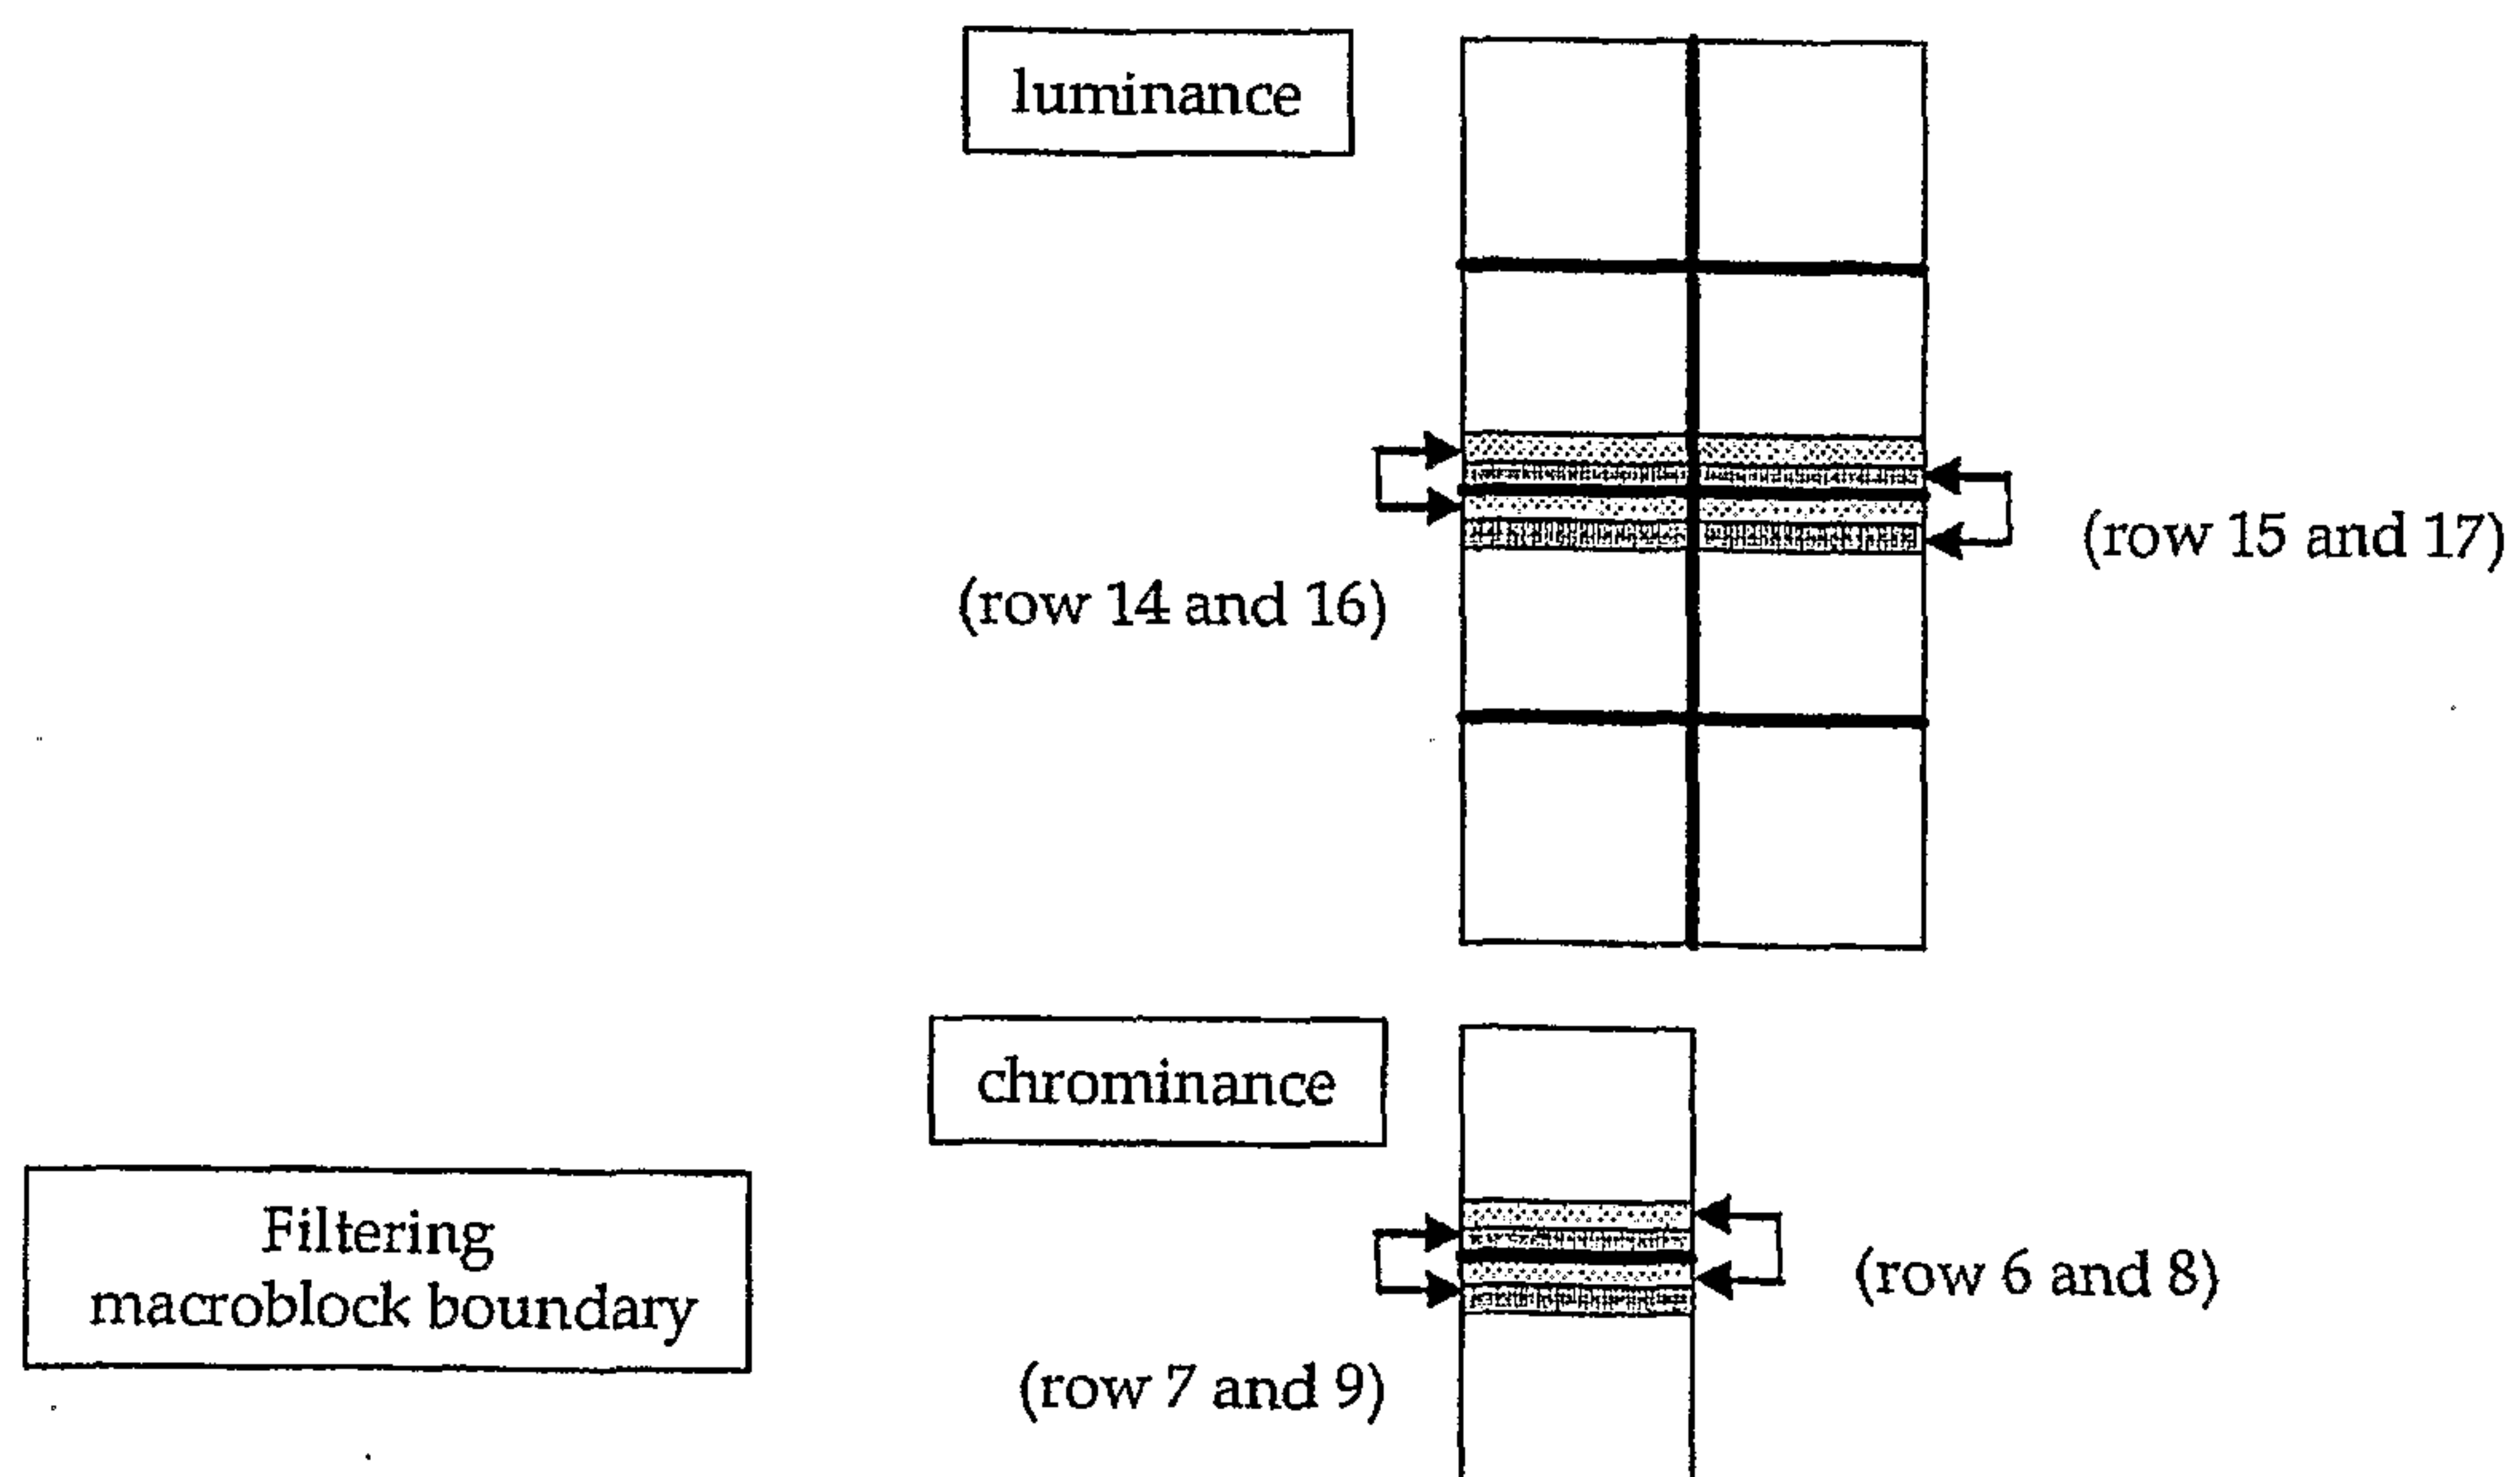 luminance
(row 15 and 17)
(row 14 and 16)
chrominance
Filtering
macroblock boundary
(row 6 and 8)
(row 7 and 9)